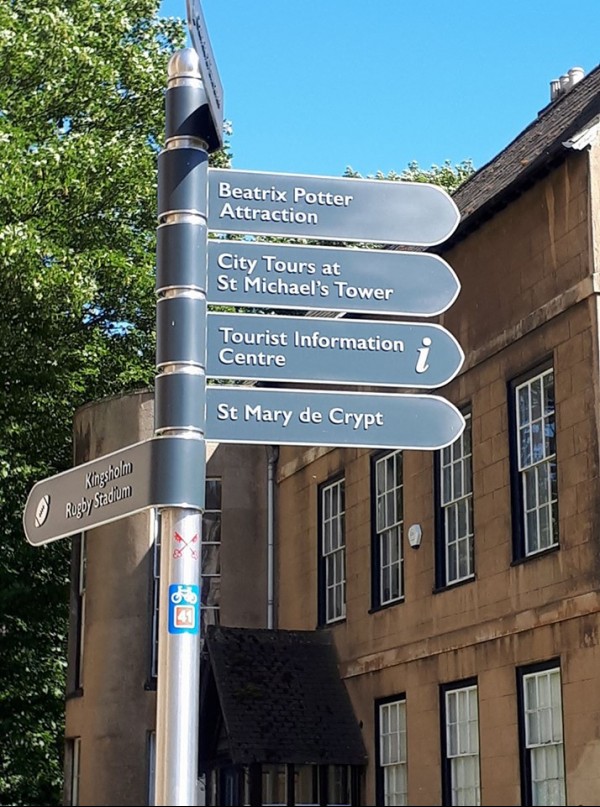 Beatrix Potter
Attraction
City Tours at
St Michael's Tower
Tourist Information
Centre
i
St Mary de Crypt
Kingsholm
Rugby Stadium
41